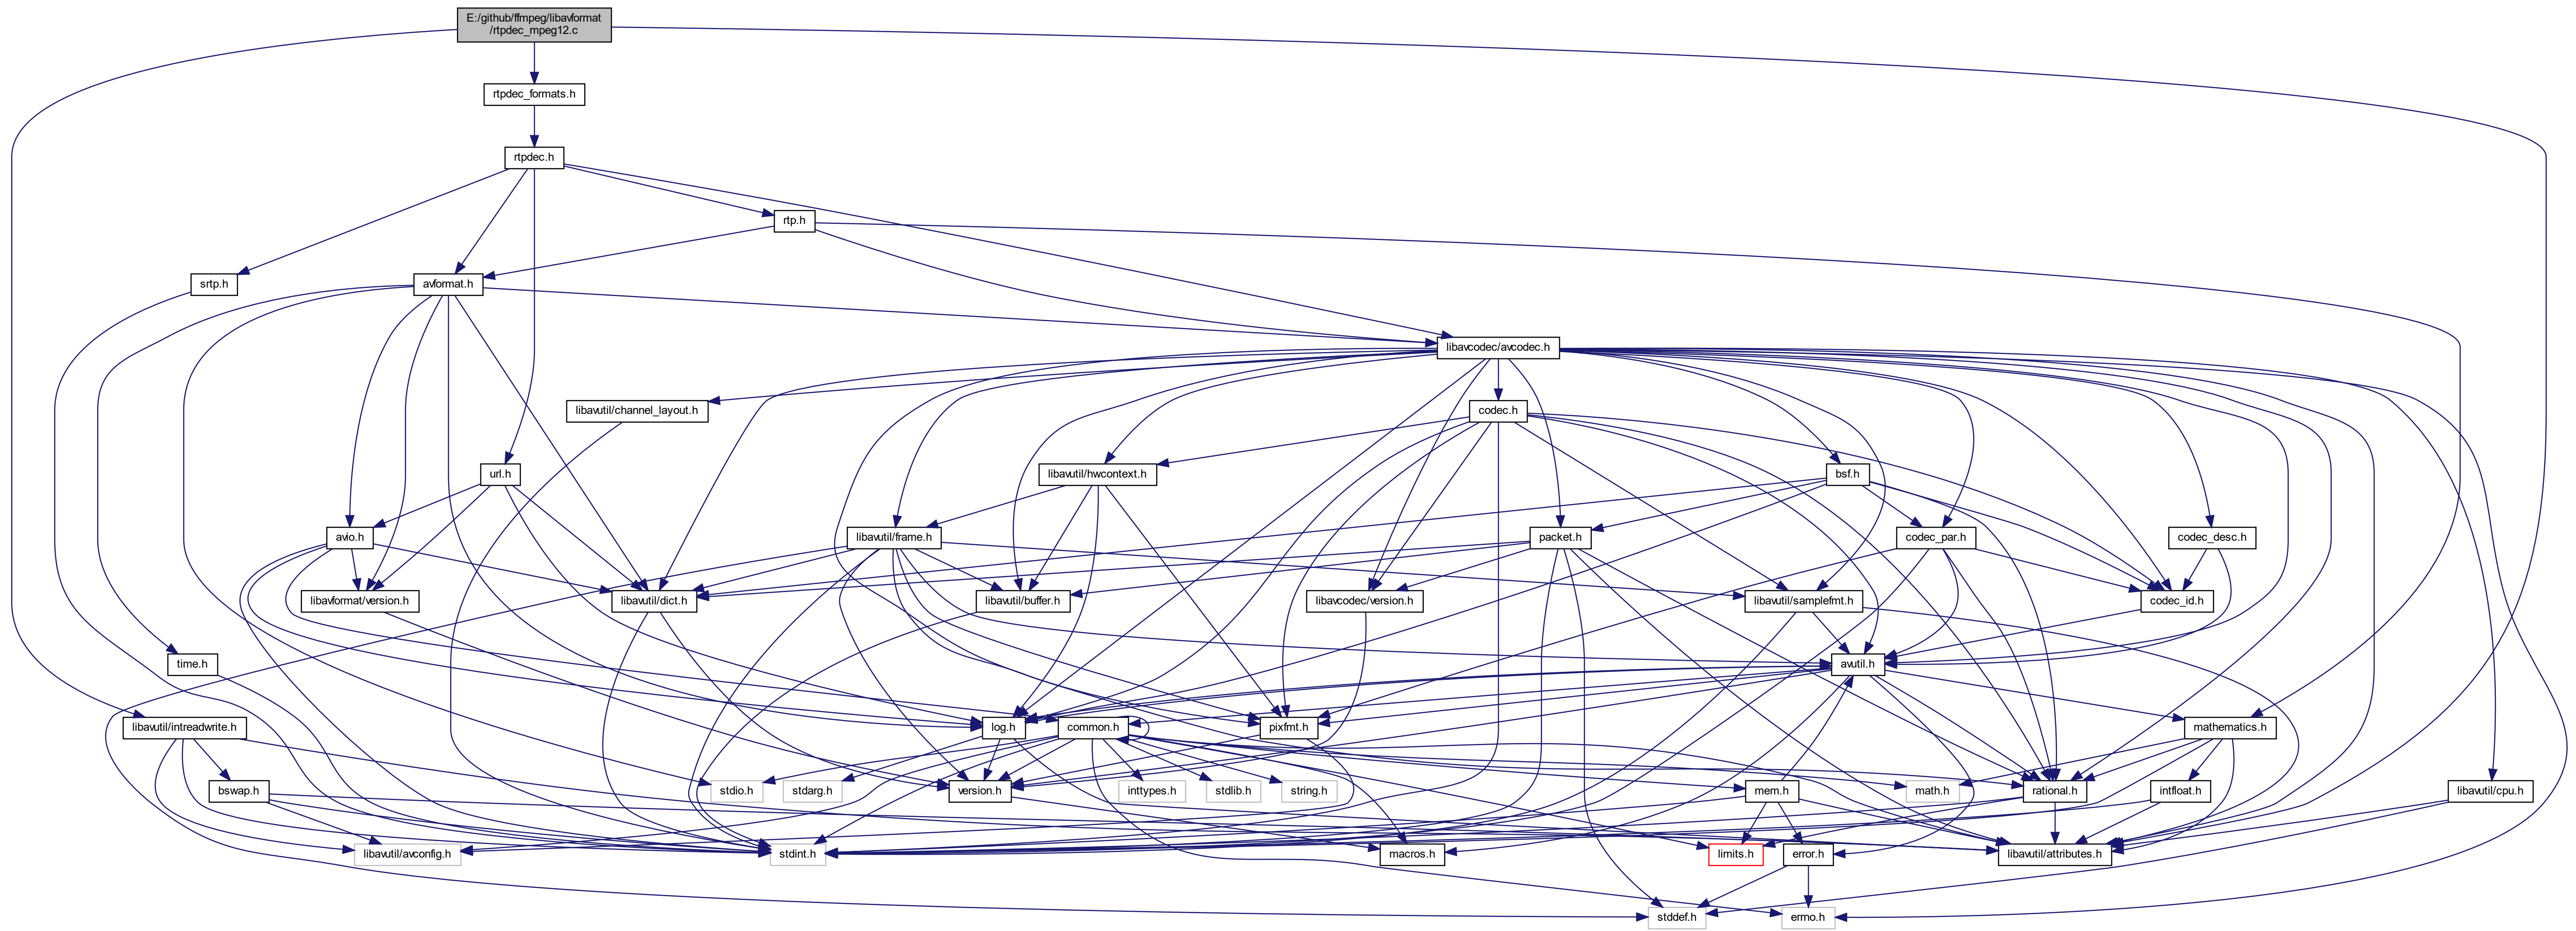 E:/github/ffmpeg/libavformat
/rtpdec_mpeg12.c
rtpdec_formats.h
rtpdec.h
rtp.h
srtp.h
avformat.h
libavcodec/avcodec.h
libavutil/channel_layout.h
codec.h
url.h
libavutil/hwcontext.h
bsf.h
avio.h
libavutil/frame.h
packet.h
codec_par.h
codec_desc.h
libavformat/version.h
libavutil/dict.h
libavutil/buffer.h
libavcodec/version.h
libavutil/samplefmt.h
codec_id.h
time.h
avutil.h
libavutil/intreadwrite.h
log.h
common.h
pixfmt.h
mathematics.h
bswap.h
stdio.h
stdarg.h
version.h
inttypes.h
stdlib.h
string.h
mem.h
math.h
rational.h
intfloat.h
libavutil/cpu.h
libavutil/avconfig.h
stdint.h
macros.h
limits.h
error.h
libavutil/attributes.h
stddef.h
errno.h